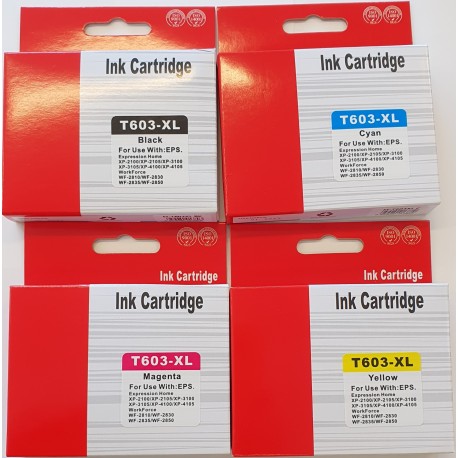 Ink Cartridge
T603-XL
Black
For Use With:EPS.
Expression Home
XP-2100/XP-2105/XP-3100
XP-3105/XP-4100/XP-4105
WorkForce
WF-2810/WF-2830
WF-2835/WF-2850
Ink Cartridge
T603-XL
Cyan
For Use With:EPS.
Expression Home
XP-2100/XP-2105/XP-3100
XP-3105/XP-4100/XP-4105
WorkForce
WF-2810/WF-2830
WF-2835/WF-2850
Ink Cartridge
Ink Cartridge
T603-XL
Magenta
For Use With:EPS.
Expression Home
XP-2100/XP-2105/XP-3100
XP-3105/XP-4100/XP-4105
WorkForce
WF-2810/WF-2830
WF-2835/WF-2850
Ink Cartridge
Ink Cartridge
T603-XL
Yellow
For Use With:EPS.
Expression Home
XP-2100/XP-2105/XP-3100
XP-3105/XP-4100/XP-4105
WorkForce
WF-2810/WF-2830
WF-2835/WF-2850